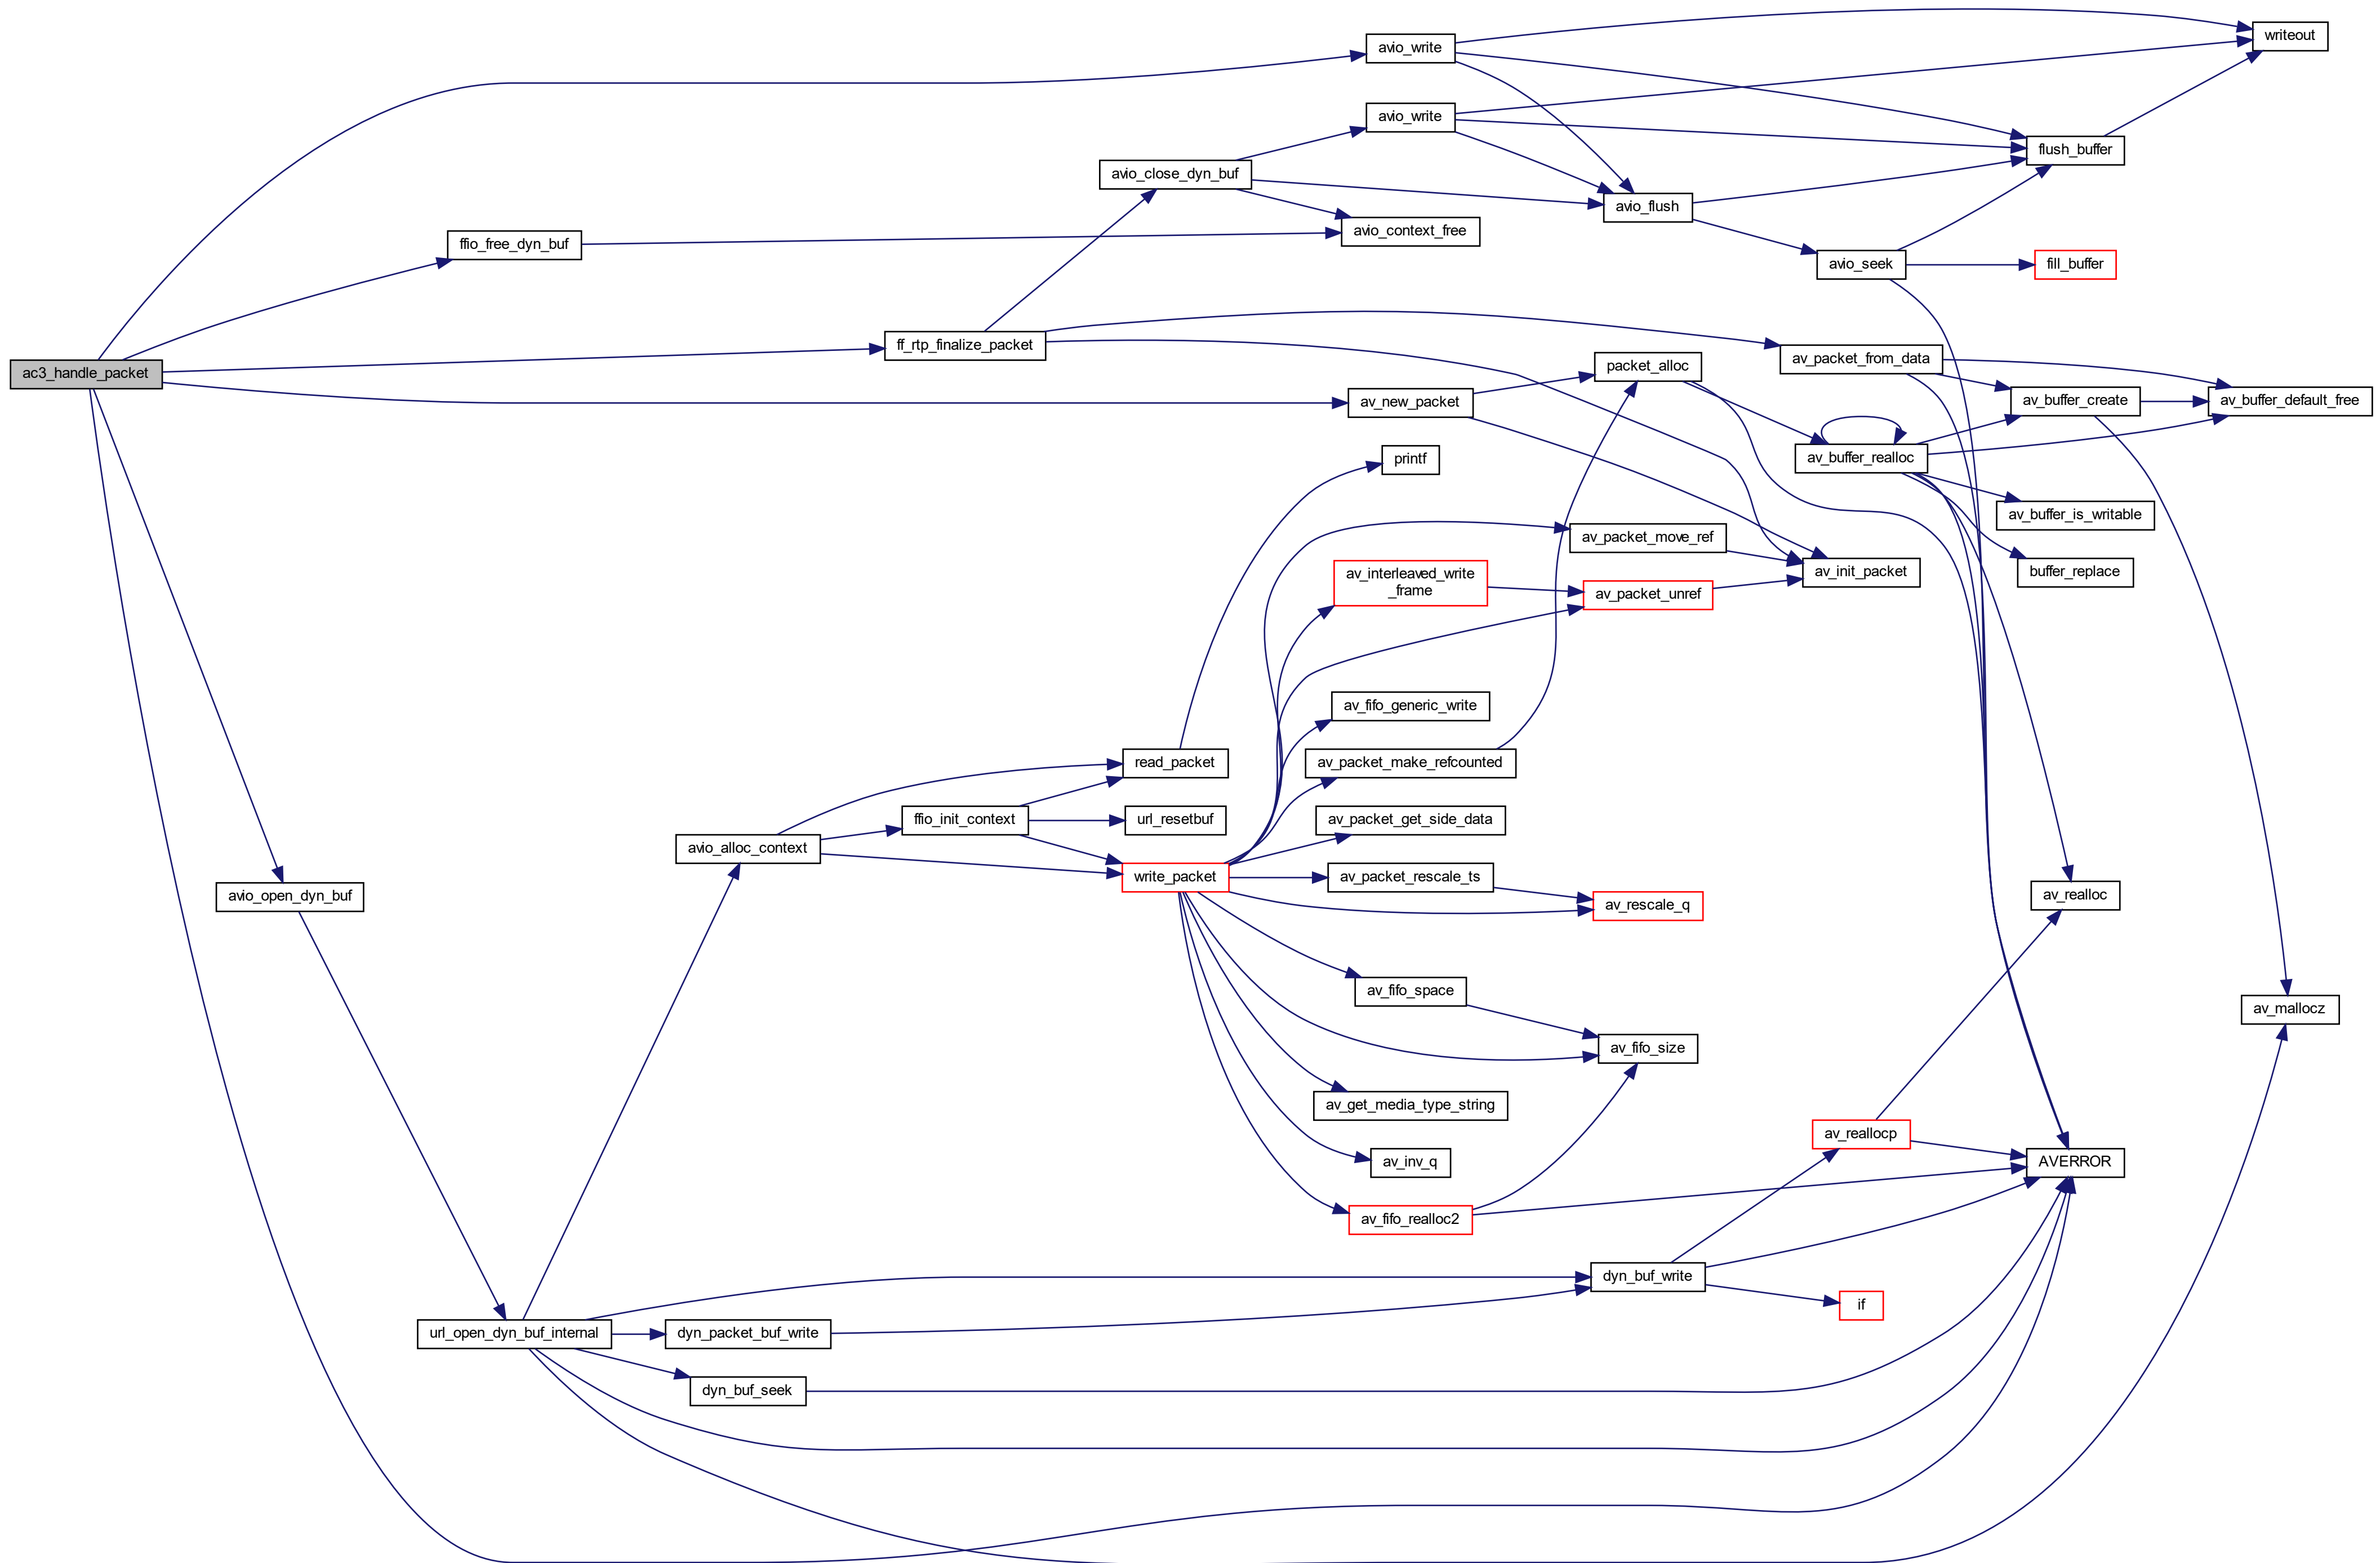 writeout
avio_write
avio_write
flush_buffer
avio_close_dyn_buf
avio_flush
avio_context_free
ffio_free_dyn_buf
avio_seek
fill_buffer
ff_rtp_finalize_packet
av_packet_from_data
packet_alloc
ac3_handle_packet
av_new_packet
av_buffer_create
av_buffer_default_free
printf
av_buffer_realloc
av_buffer_is_writable
av_packet_move_ref
av_init_packet
buffer_replace
av_interleaved_write
_frame
av_packet_unref
av_fifo_generic_write
read_packet
av_packet_make_refcounted
url_resetbuf
ffio_init_context
av_packet_get_side_data
avio_alloc_context
write_packet
av_packet_rescale_ts
avio_open_dyn_buf
av_rescale_q
av_realloc
av_fifo_space
av_mallocz
av_fifo_size
av_get_media_type_string
av_reallocp
av_inv_q
AVERROR
av_fifo_realloc2
dyn_buf_write
if
url_open_dyn_buf_internal
dyn_packet_buf_write
dyn_buf_seek